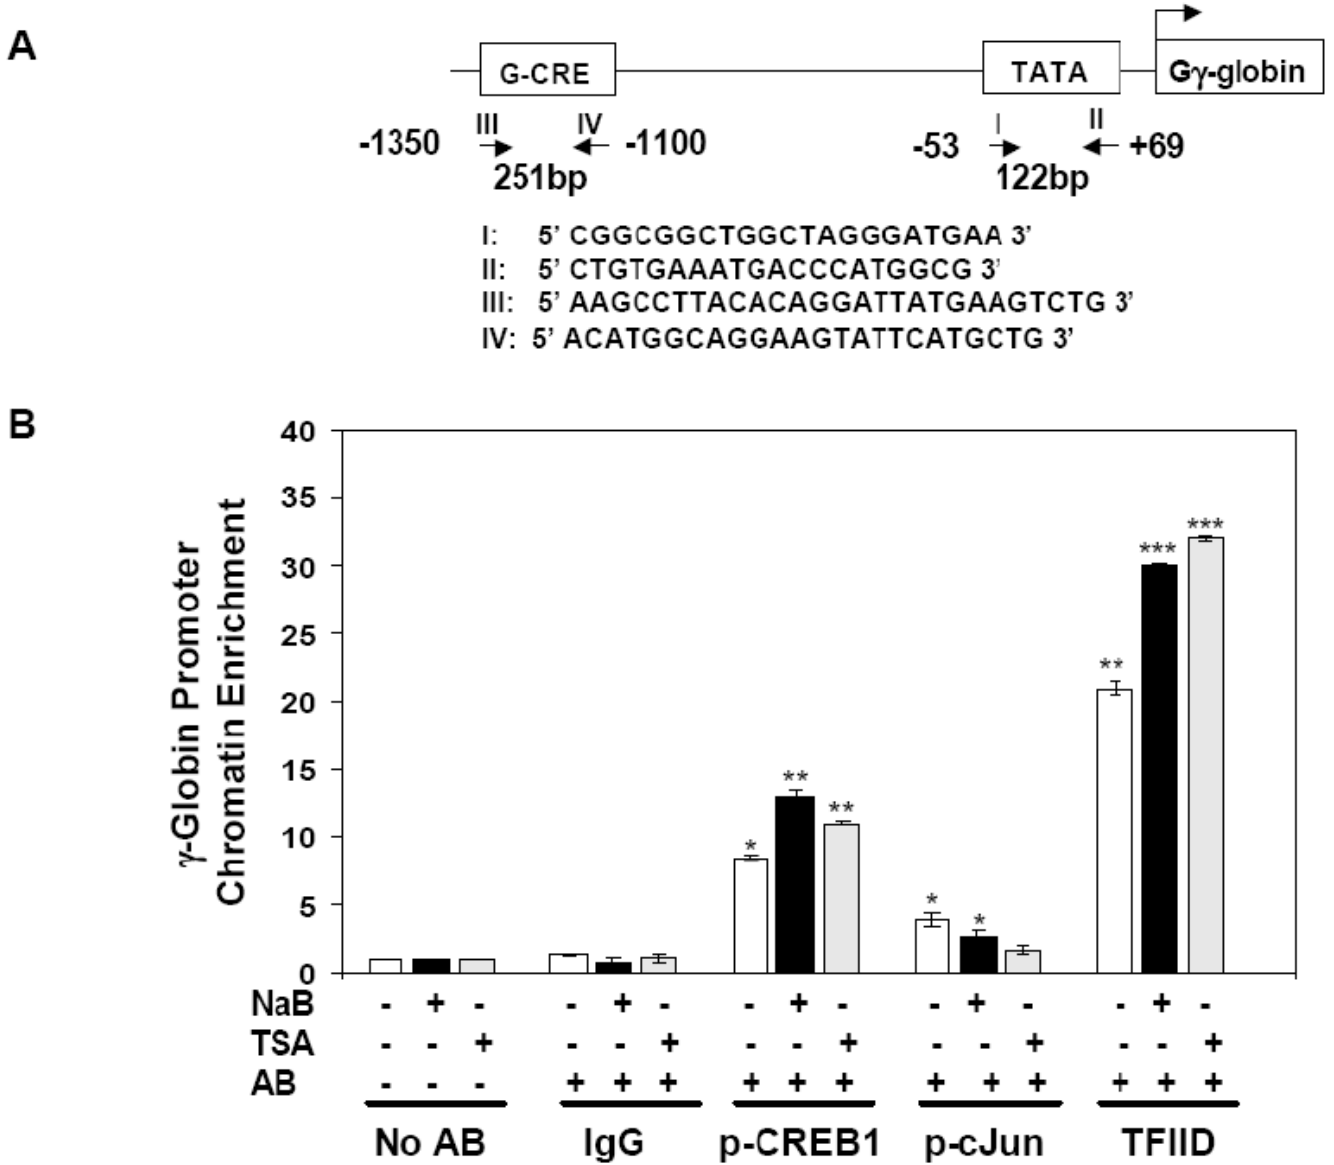 A
G-CRE TATA Gγ-globin
III IV I II
-1350 -1100 -53 +69
251bp 122bp
I: 5’ CGGCGGCTGGCTAGGGATGAA 3’
II: 5’ CTGTGAAATGACCCATGGCG 3’
III: 5’ AAGCCTTACACAGGATTATGAAGTCTG 3’
IV: 5’ ACATGGCAGGAAGTATTCATGCTG 3’
B
γ-Globin Promoter
Chromatin Enrichment
40
35
30
25
20
15
10
5
0
* ** ** * * ** *** ***
NaB - + - - + - - + - - + - - + -
TSA - - + - - + - - + - - + - - +
AB - - - + + + + + + + + + + + +
No AB IgG p-CREB1 p-cJun TFIID